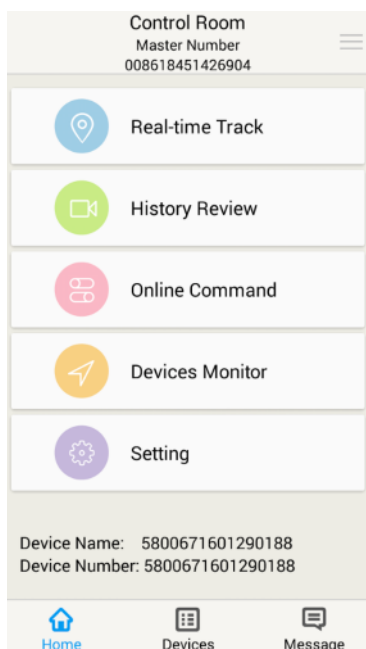 Control Room
Master Number
008618451426904
Real-time Track
History Review
Online Command
Devices Monitor
Setting
Device Name: 5800671601290188
Device Number: 5800671601290188
Home Devices Message